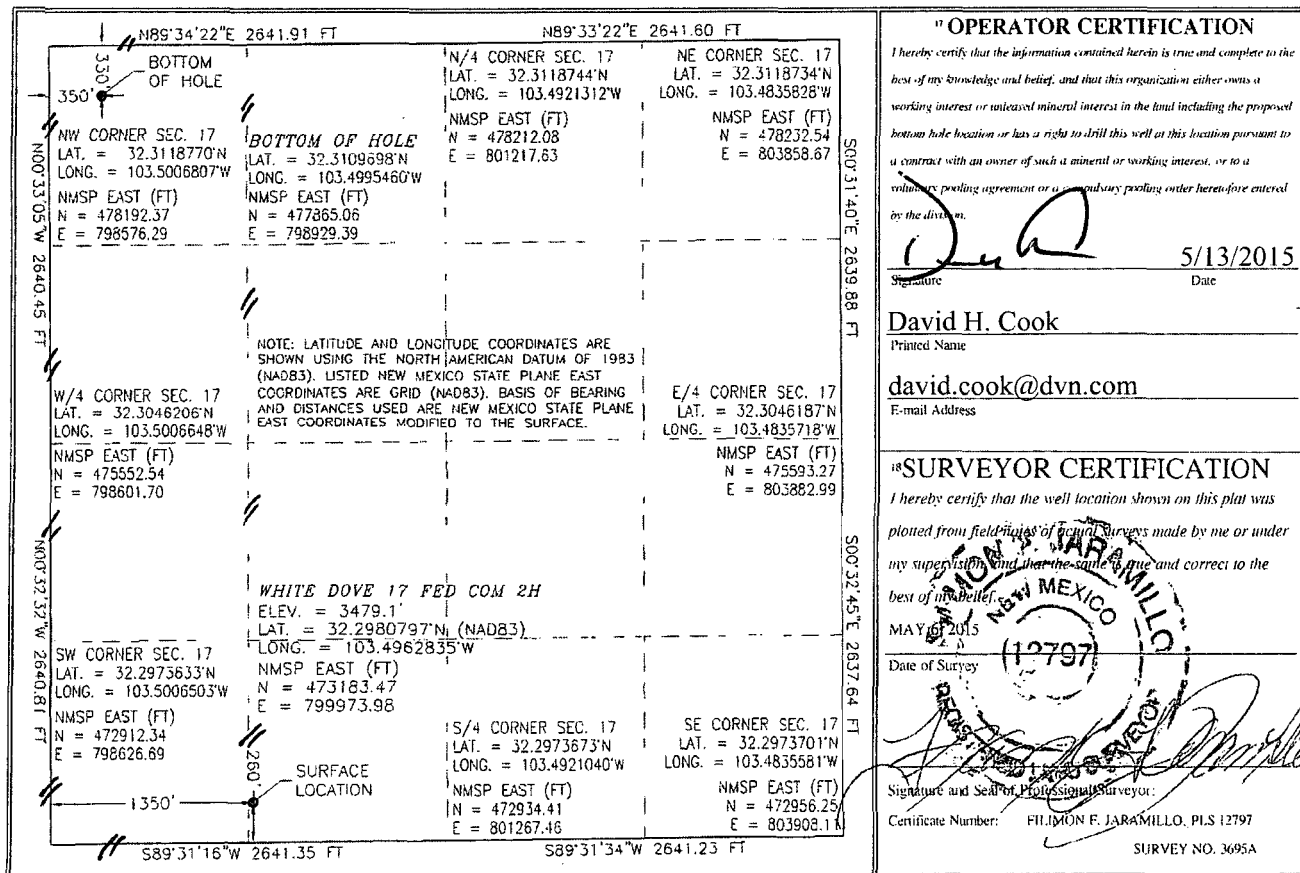 N89°34'22"E 2641.91 FT
N89°33'22"E 2641.60 FT
330'
BOTTOM
OF HOLE
350'
NW CORNER SEC. 17
LAT. = 32.3118770'N
LONG. = 103.5006807'W
NMSP EAST (FT)
N = 478192.37
E = 798576.29
BOTTOM OF HOLE
LAT. = 32.3109698'N
LONG. = 103.4995460'W
NMSP EAST (FT)
N = 477865.06
E = 798929.39
N/4 CORNER SEC. 17
LAT. = 32.3118744'N
LONG. = 103.4921312'W
NMSP EAST (FT)
N = 478212.08
E = 801217.63
NE CORNER SEC. 17
LAT. = 32.3118734'N
LONG. = 103.4835828'W
NMSP EAST (FT)
N = 478232.54
E = 803858.67
N00°33'05"W 2640.45 FT
S00°31'40"E 2639.88 FT
NOTE: LATITUDE AND LONGITUDE COORDINATES ARE
SHOWN USING THE NORTH AMERICAN DATUM OF 1983
(NAD83). LISTED NEW MEXICO STATE PLANE EAST
COORDINATES ARE GRID (NAD83). BASIS OF BEARING
AND DISTANCES USED ARE NEW MEXICO STATE PLANE
EAST COORDINATES MODIFIED TO THE SURFACE.
W/4 CORNER SEC. 17
LAT. = 32.3046206'N
LONG. = 103.5006648'W
NMSP EAST (FT)
N = 475552.54
E = 798601.70
E/4 CORNER SEC. 17
LAT. = 32.3046187'N
LONG. = 103.4835718'W
NMSP EAST (FT)
N = 475593.27
E = 803882.99
N00°32'32"W 2640.81 FT
S00°32'45"E 2637.64 FT
WHITE DOVE 17 FED COM 2H
ELEV. = 3479.1'
LAT. = 32.2980797'N (NAD83)
LONG. = 103.4962835'W
NMSP EAST (FT)
N = 473183.47
E = 799973.98
SW CORNER SEC. 17
LAT. = 32.2973633'N
LONG. = 103.5006503'W
NMSP EAST (FT)
N = 472912.34
E = 798626.69
S/4 CORNER SEC. 17
LAT. = 32.2973673'N
LONG. = 103.4921040'W
NMSP EAST (FT)
N = 472934.41
E = 801267.46
SE CORNER SEC. 17
LAT. = 32.2973701'N
LONG. = 103.4835581'W
NMSP EAST (FT)
N = 472956.25
E = 803908.11
260'
SURFACE
LOCATION
1350'
S89°31'16"W 2641.35 FT
S89°31'34"W 2641.23 FT
17 OPERATOR CERTIFICATION
I hereby certify that the information contained herein is true and complete to the
best of my knowledge and belief, and that this organization either owns a
working interest or unleased mineral interest in the land including the proposed
bottom hole location or has a right to drill this well at this location pursuant to
a contract with an owner of such a mineral or working interest, or to a
voluntary pooling agreement or a compulsory pooling order heretofore entered
by the division.
5/13/2015
Signature Date
David H. Cook
Printed Name
david.cook@dvn.com
E-mail Address
18 SURVEYOR CERTIFICATION
I hereby certify that the well location shown on this plat was
plotted from field notes of actual surveys made by me or under
my supervision, and that the same is true and correct to the
best of my belief.
MAY 6, 2015
Date of Survey
FILIMON F. JARAMILLO
NEW MEXICO
12797
Signature and Seal of Professional Surveyor:
Certificate Number: FILIMON F. JARAMILLO, PLS 12797
SURVEY NO. 3695A